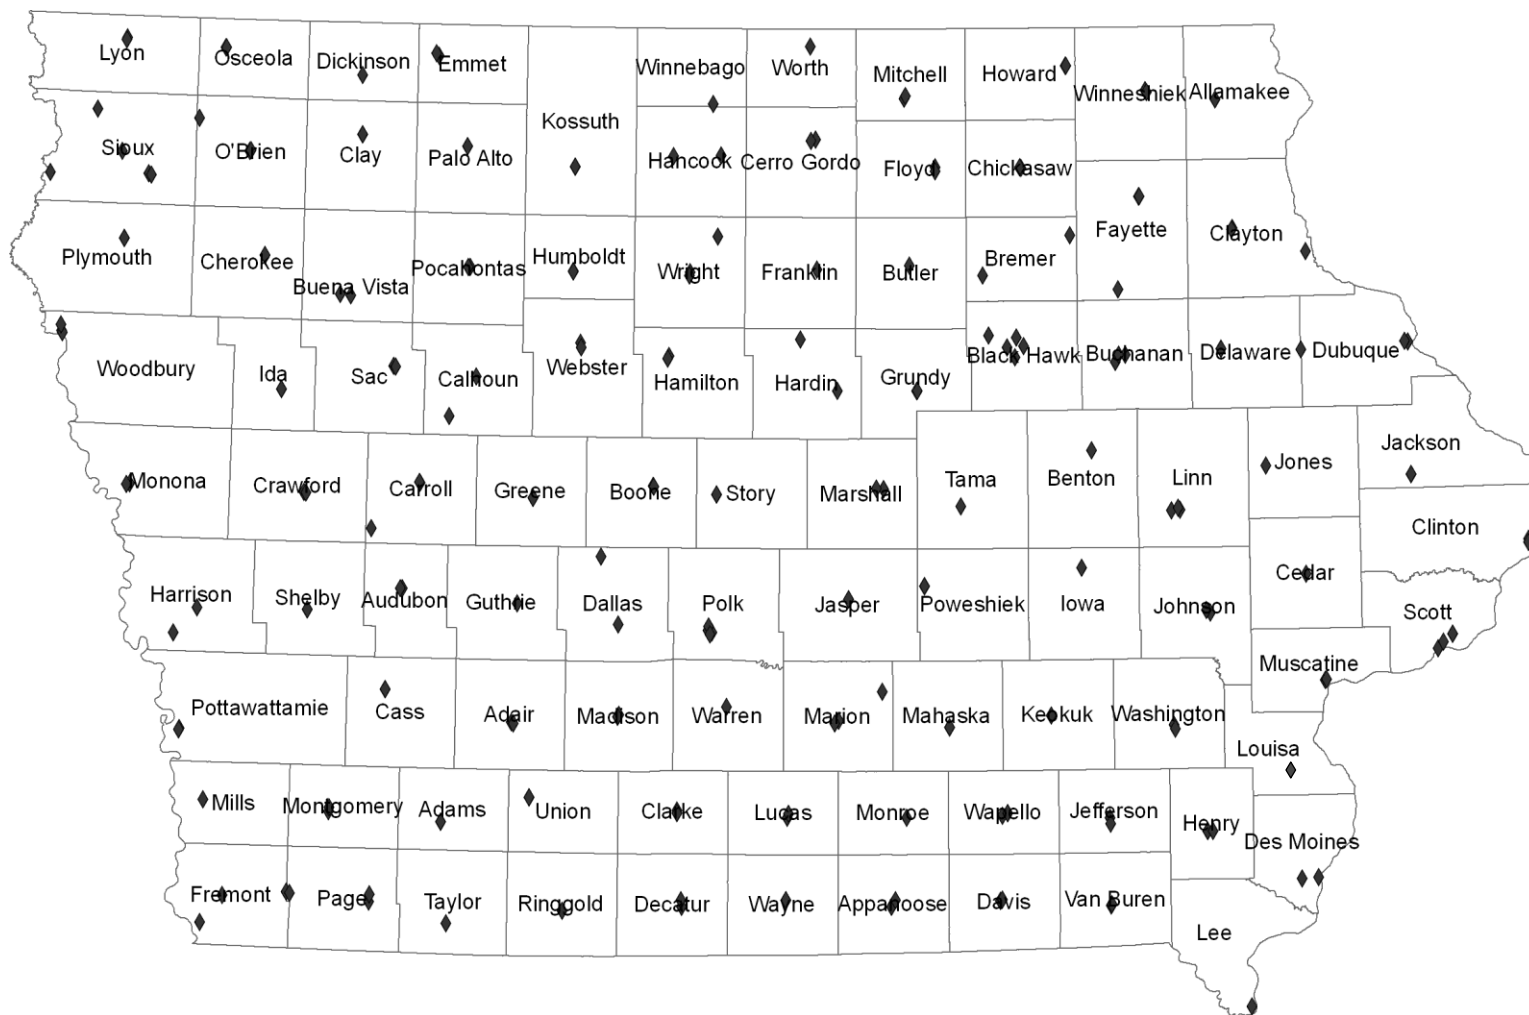 Lyon
Osceola
Dickinson
Emmet
Winnebago
Worth
Mitchell
Howard
Winneshiek
Allamakee
Kossuth
Sioux
O'Brien
Clay
Palo Alto
Hancock
Cerro Gordo
Floyd
Chickasaw
Plymouth
Cherokee
Buena Vista
Pocahontas
Humboldt
Wright
Franklin
Butler
Bremer
Fayette
Clayton
Woodbury
Ida
Sac
Calhoun
Webster
Hamilton
Hardin
Grundy
Black Hawk
Buchanan
Delaware
Dubuque
Monona
Crawford
Carroll
Greene
Boone
Story
Marshall
Tama
Benton
Linn
Jones
Jackson
Clinton
Harrison
Shelby
Audubon
Guthrie
Dallas
Polk
Jasper
Poweshiek
Iowa
Johnson
Cedar
Scott
Muscatine
Pottawattamie
Cass
Adair
Madison
Warren
Marion
Mahaska
Keokuk
Washington
Louisa
Mills
Montgomery
Adams
Union
Clarke
Lucas
Monroe
Wapello
Jefferson
Henry
Des Moines
Fremont
Page
Taylor
Ringgold
Decatur
Wayne
Appanoose
Davis
Van Buren
Lee